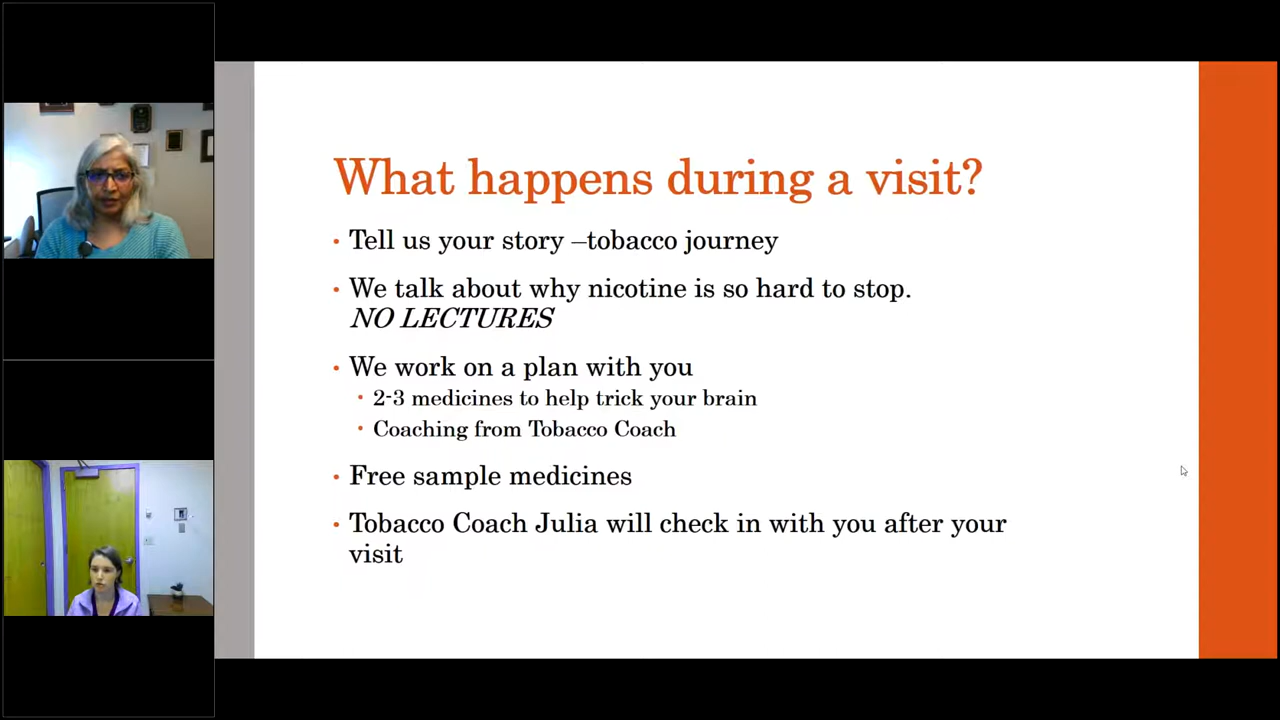 What happens during a visit?
• Tell us your story –tobacco journey
• We talk about why nicotine is so hard to stop.
NO LECTURES
• We work on a plan with you
• 2-3 medicines to help trick your brain
• Coaching from Tobacco Coach
• Free sample medicines
• Tobacco Coach Julia will check in with you after your
visit